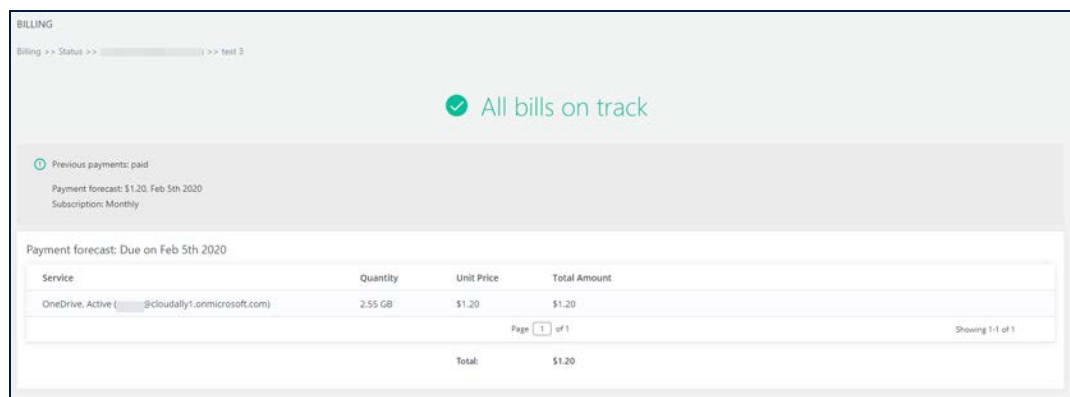 BILLING
Billing >> Status >> >> test 3
All bills on track
Previous payments: paid
Payment forecast: $1.20, Feb 5th 2020
Subscription: Monthly
Payment forecast: Due on Feb 5th 2020
Service Quantity Unit Price Total Amount
OneDrive, Active ( @cloudally1.onmicrosoft.com) 2.55 GB $1.20 $1.20
Page 1 of 1 Showing 1-1 of 1
Total: $1.20